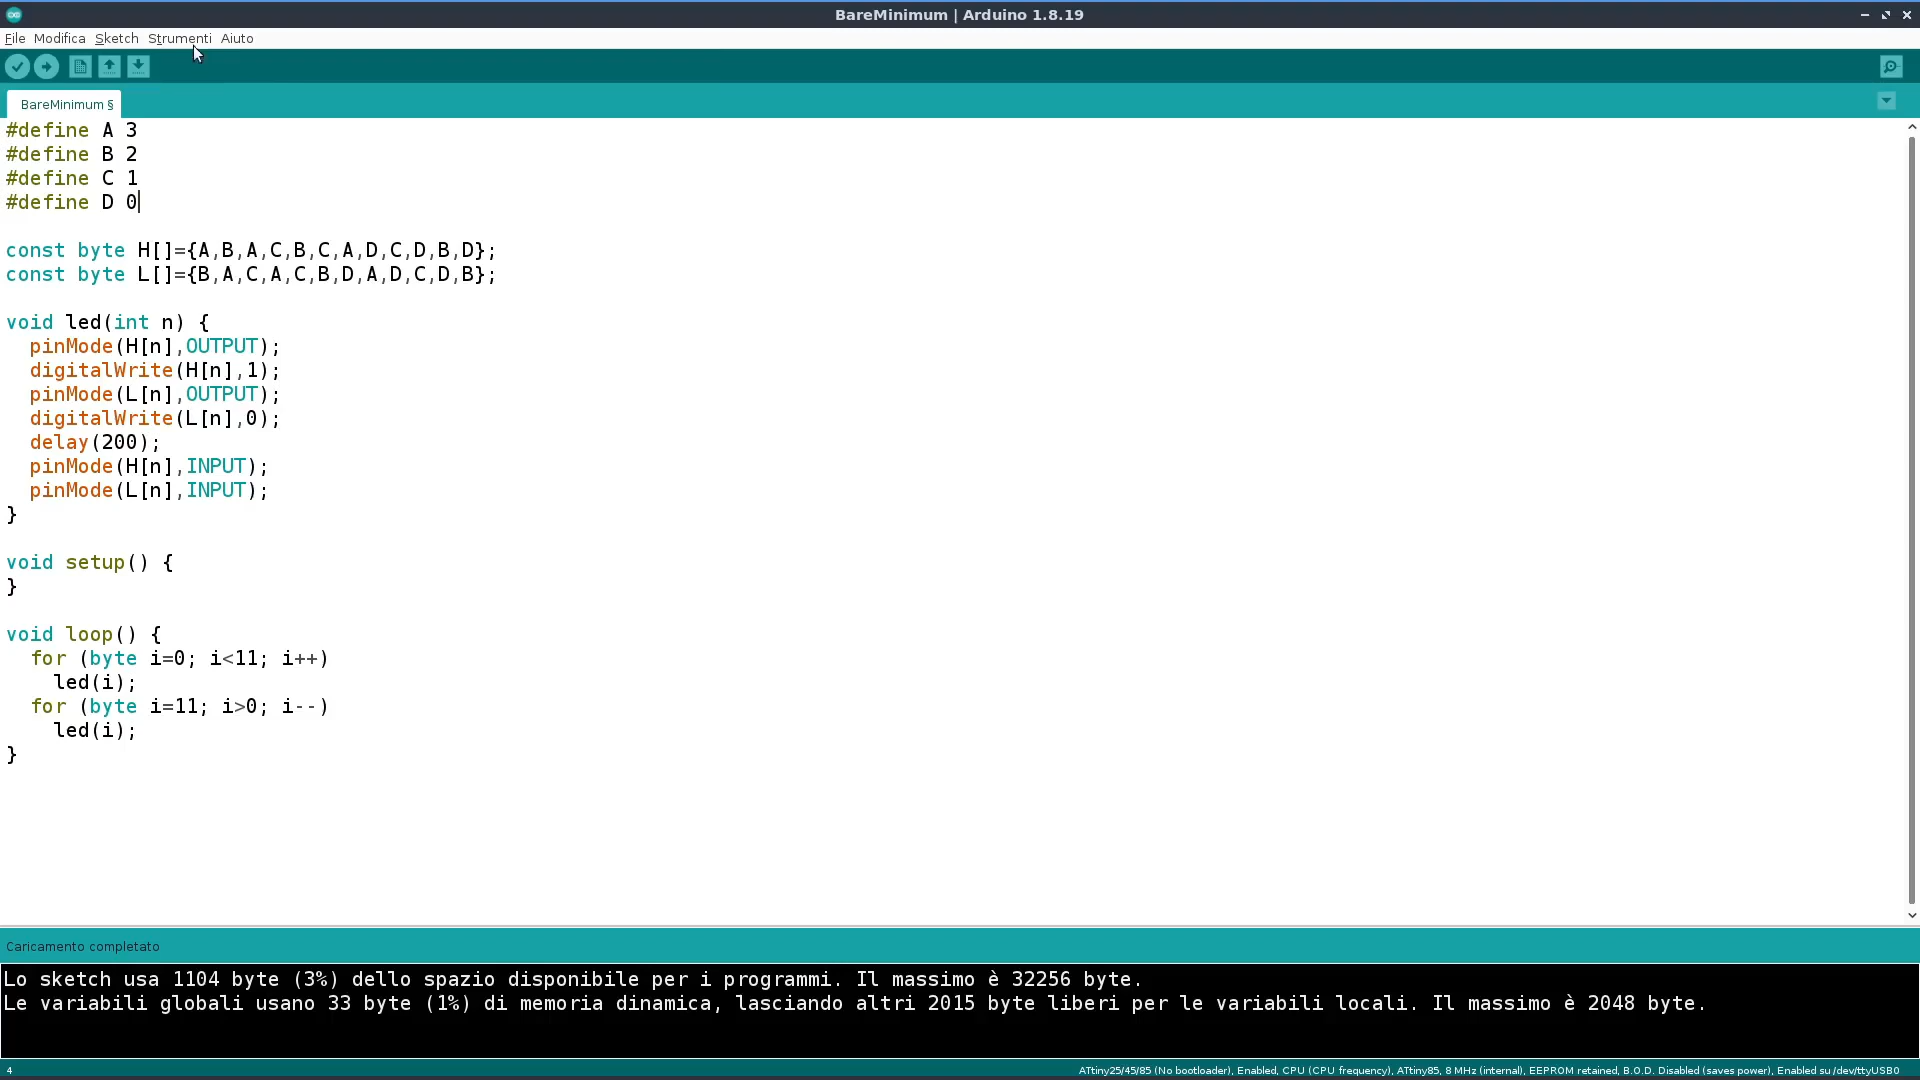 BareMinimum | Arduino 1.8.19
File Modifica Sketch Strumenti Aiuto
BareMinimum §
#define A 3
#define B 2
#define C 1
#define D 0
const byte H[]={A,B,A,C,B,C,A,D,C,D,B,D};
const byte L[]={B,A,C,A,C,B,D,A,D,C,D,B};
void led(int n) {
  pinMode(H[n],OUTPUT);
  digitalWrite(H[n],1);
  pinMode(L[n],OUTPUT);
  digitalWrite(L[n],0);
  delay(200);
  pinMode(H[n],INPUT);
  pinMode(L[n],INPUT);
}
void setup() {
}
void loop() {
  for (byte i=0; i<11; i++)
    led(i);
  for (byte i=11; i>0; i--)
    led(i);
}
Caricamento completato
Lo sketch usa 1104 byte (3%) dello spazio disponibile per i programmi. Il massimo è 32256 byte.
Le variabili globali usano 33 byte (1%) di memoria dinamica, lasciando altri 2015 byte liberi per le variabili locali. Il massimo è 2048 byte.
4
ATtiny25/45/85 (No bootloader), Enabled, CPU (CPU frequency), ATtiny85, 8 MHz (internal), EEPROM retained, B.O.D. Disabled (saves power), Enabled su /dev/ttyUSB0